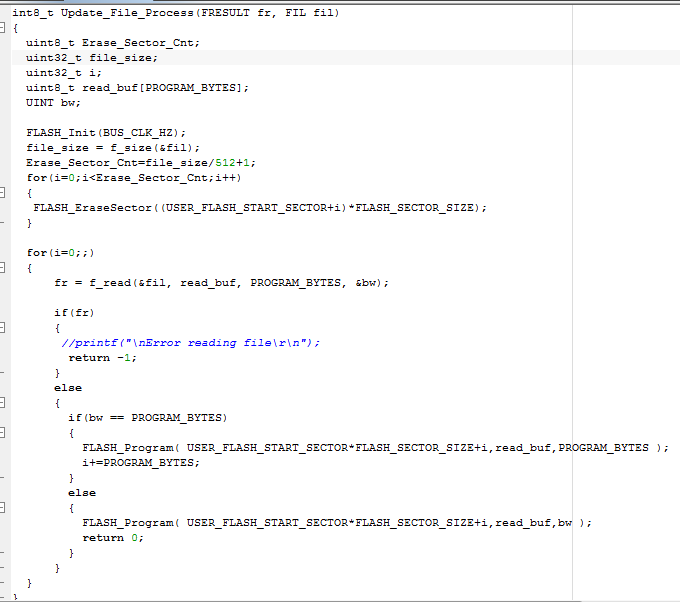 int8_t Update_File_Process(FRESULT fr, FIL fil)
{
uint8_t Erase_Sector_Cnt;
uint32_t file_size;
uint32_t i;
uint8_t read_buf[PROGRAM_BYTES];
UINT bw;
FLASH_Init(BUS_CLK_HZ);
file_size = f_size(&fil);
Erase_Sector_Cnt=file_size/512+1;
for(i=0;i<Erase_Sector_Cnt;i++)
{
FLASH_EraseSector((USER_FLASH_START_SECTOR+i)*FLASH_SECTOR_SIZE);
}
for(i=0;;)
{
fr = f_read(&fil, read_buf, PROGRAM_BYTES, &bw);
if(fr)
{
//printf("\nError reading file\r\n");
return -1;
}
else
{
if(bw == PROGRAM_BYTES)
{
FLASH_Program( USER_FLASH_START_SECTOR*FLASH_SECTOR_SIZE+i,read_buf,PROGRAM_BYTES );
i+=PROGRAM_BYTES;
}
else
{
FLASH_Program( USER_FLASH_START_SECTOR*FLASH_SECTOR_SIZE+i,read_buf,bw );
return 0;
}
}
}
}